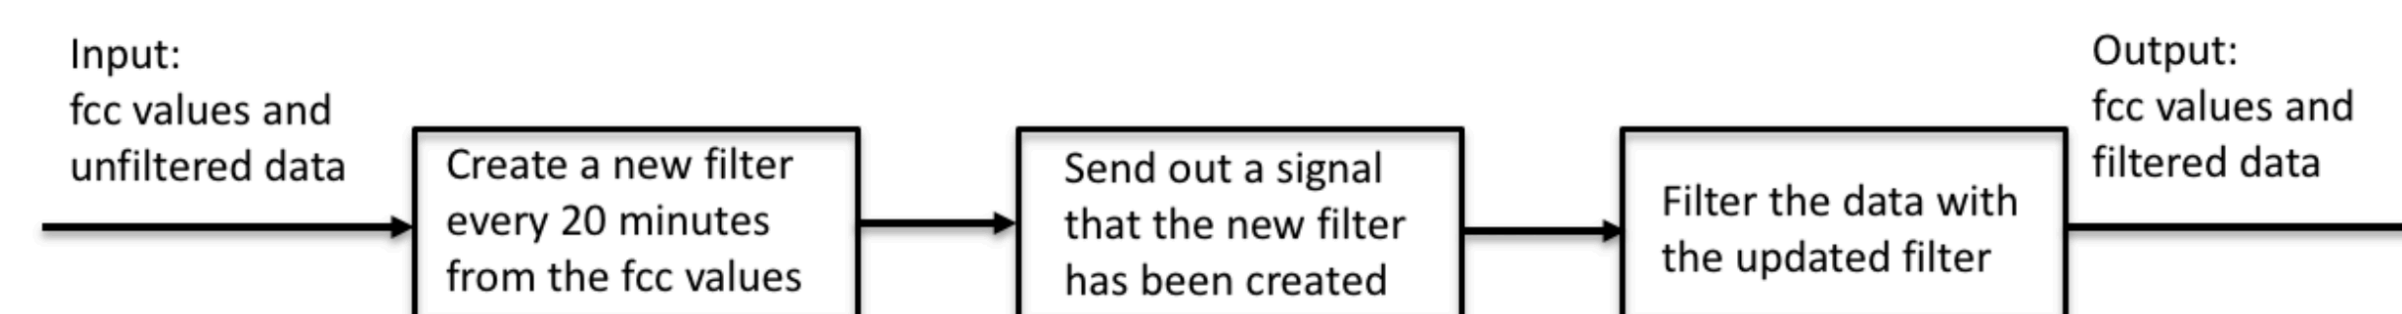 Input:
fcc values and
unfiltered data
Create a new filter
every 20 minutes
from the fcc values
Send out a signal
that the new filter
has been created
Filter the data with
the updated filter
Output:
fcc values and
filtered data